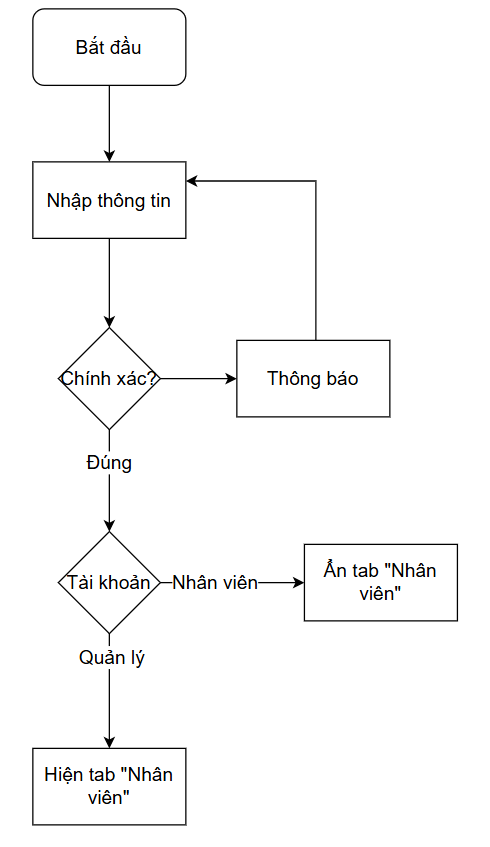 Bắt đầu
Nhập thông tin
Chính xác?
Thông báo
Đúng
Tài khoản
Nhân viên
Ẩn tab "Nhân
viên"
Quản lý
Hiện tab "Nhân
viên"